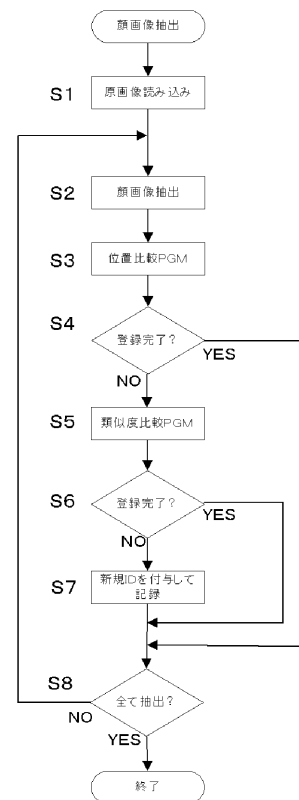 顔画像抽出
S1
原画像読み込み
S2
顔画像抽出
S3
位置比較PGM
S4
登録完了?
YES
NO
S5
類似度比較PGM
S6
登録完了?
YES
NO
S7
新規IDを付与して
記録
S8
全て抽出?
NO
YES
終了